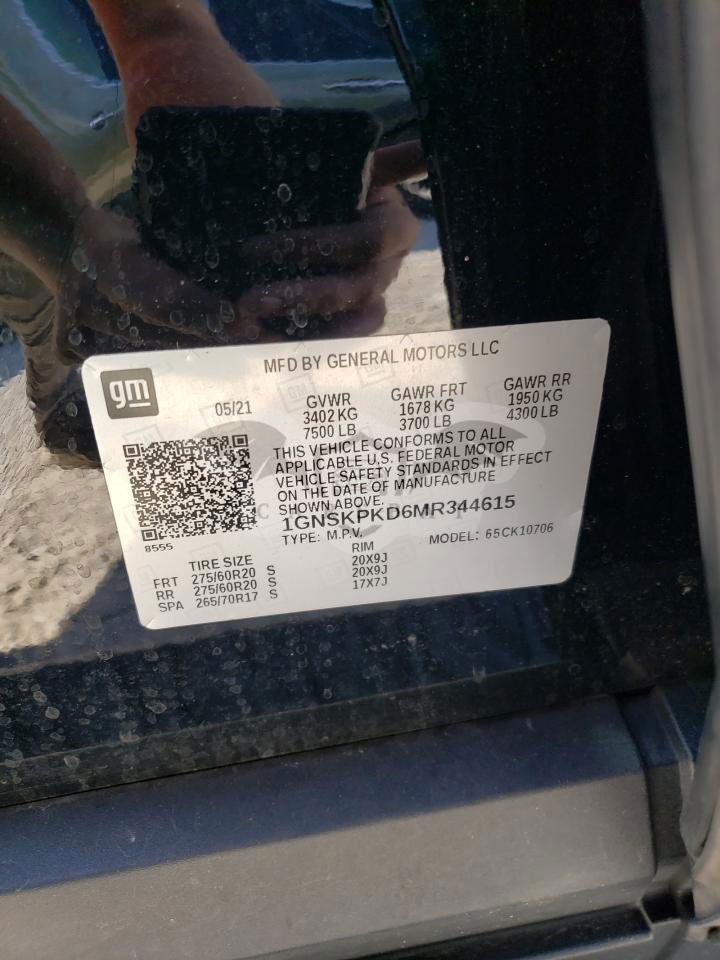 gm
MFD BY GENERAL MOTORS LLC
05/21
GVWR GAWR FRT GAWR RR
3402 KG 1678 KG 1950 KG
7500 LB 3700 LB 4300 LB
THIS VEHICLE CONFORMS TO ALL
APPLICABLE U.S. FEDERAL MOTOR
VEHICLE SAFETY STANDARDS IN EFFECT
ON THE DATE OF MANUFACTURE
SHOWN ABOVE.
1GNSKPKD6MR344615
8555
TYPE: M.P.V. MODEL: 65CK10706
TIRE SIZE RIM
FRT 275/60R20 S 20X9J
RR 275/60R20 S 20X9J
SPA 265/70R17 S 17X7J